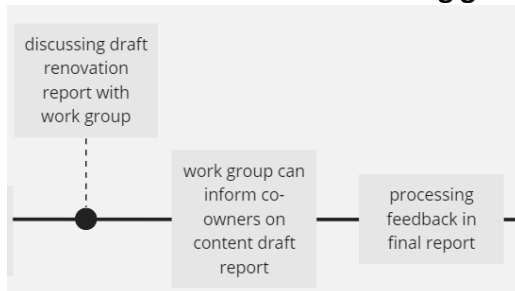 discussing draft
renovation
report with
work group
work group can
inform co-
owners on
content draft
report
processing
feedback in
final report